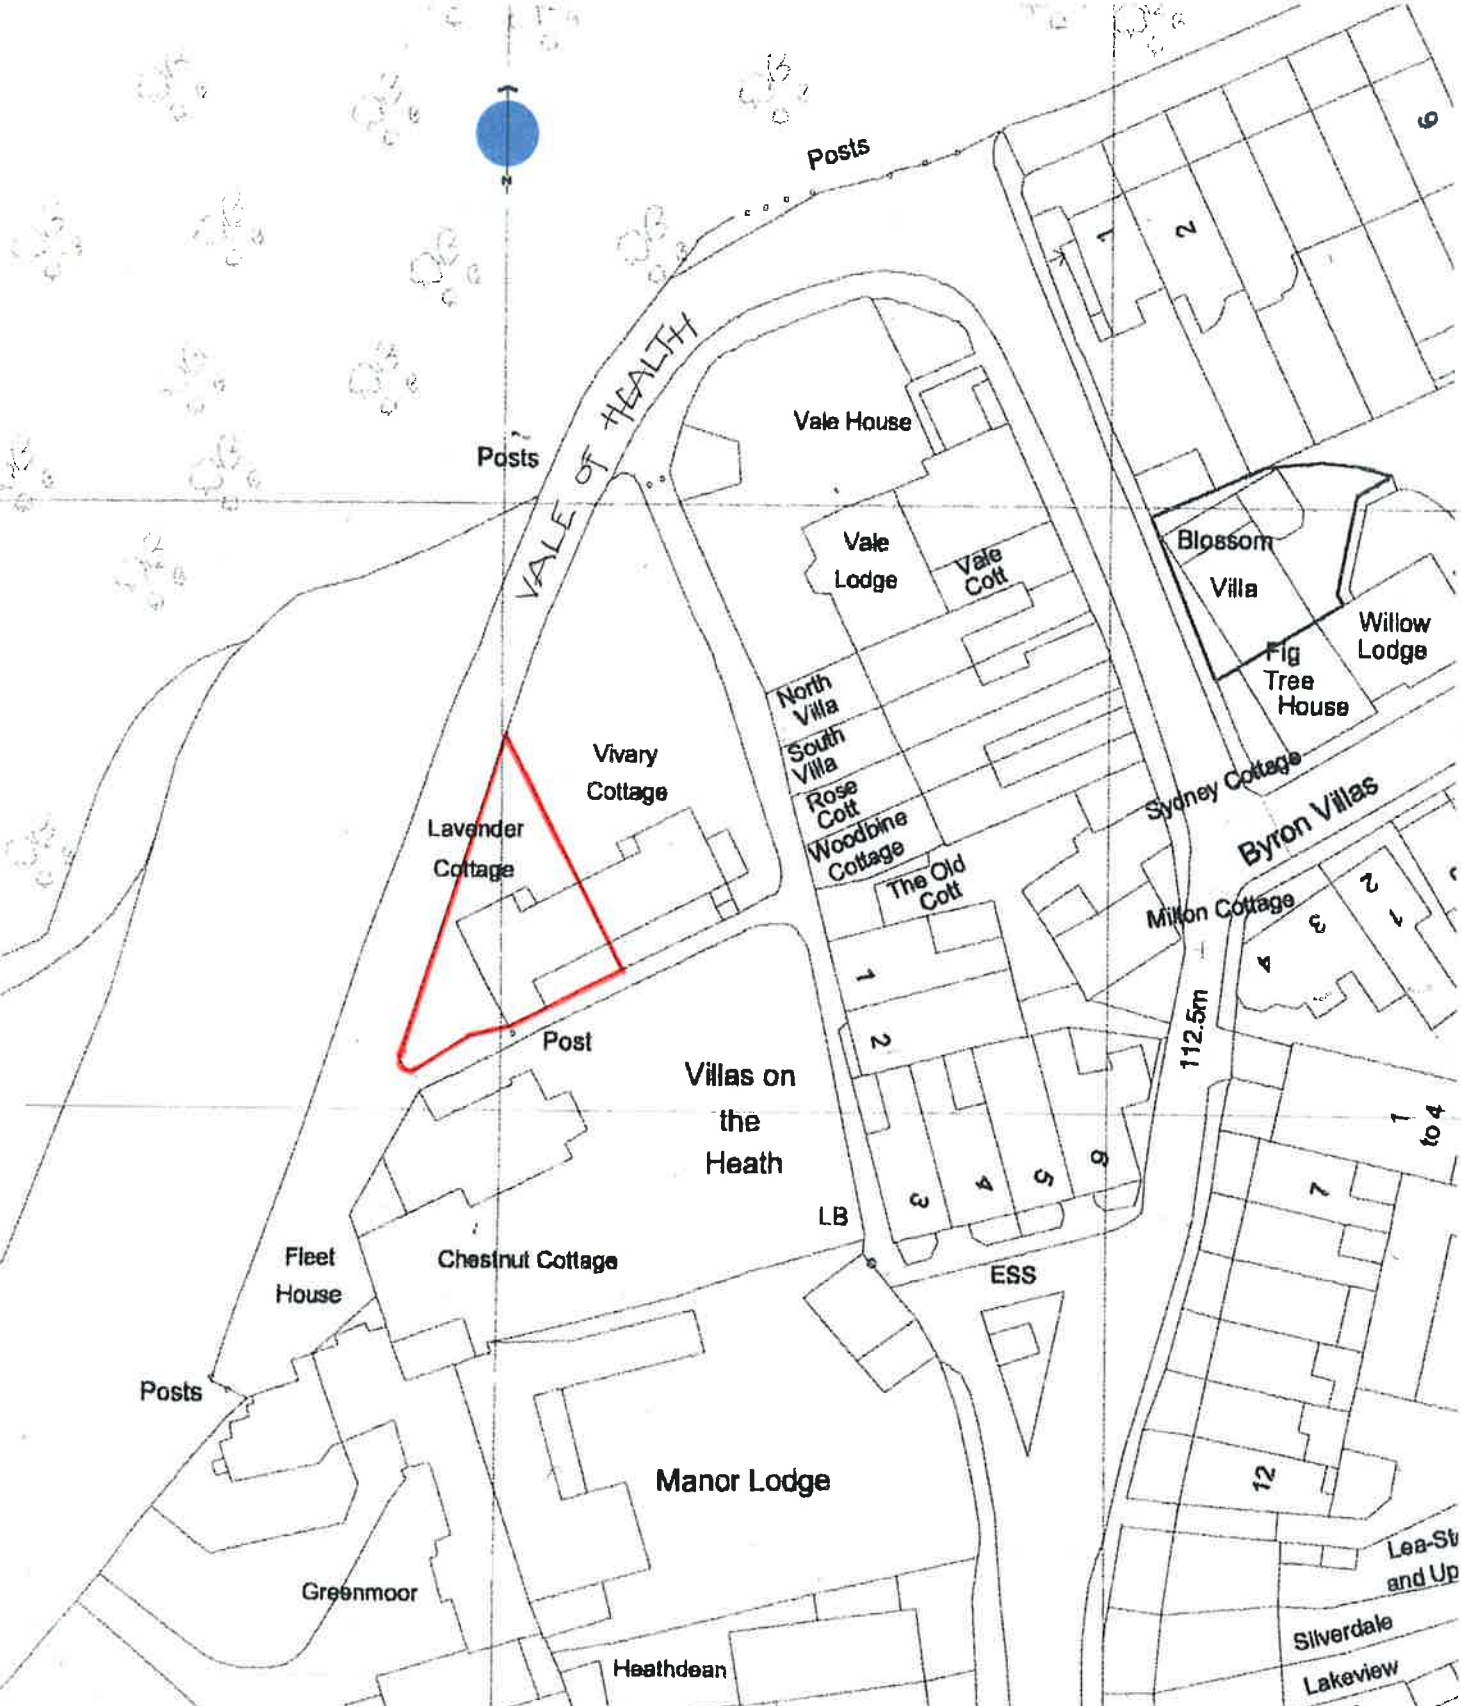 Posts
6
1
2
N
VALE OF HEALTH
Posts
Vale House
Vale
Lodge
Vale
Cott
Blossom
Villa
Willow
Lodge
Fig
Tree
House
North
Villa
South
Villa
Rose
Cott
Woodbine
Cottage
The Old
Cott
Vivary
Cottage
Lavender
Cottage
Sydney Cottage
Byron Villas
Milton Cottage
2
1
3
4
1
2
112.5m
Post
Villas on
the
Heath
1
to 4
3
4
5
6
7
LB
ESS
Fleet
House
Chestnut Cottage
Posts
Manor Lodge
12
Greenmoor
Heathdean
Lea-St
and Up
Silverdale
Lakeview